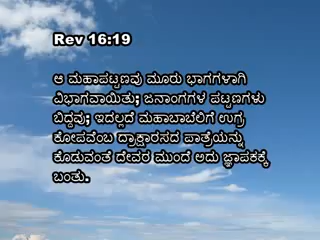 Rev 16:19
ಆ ಮಹಾಪಟ್ಟಣವು ಮೂರು ಭಾಗಗಳಾಗಿ
ವಿಭಾಗವಾಯಿತು; ಜನಾಂಗಗಳ ಪಟ್ಟಣಗಳು
ಬಿದ್ದವು; ಇದಲ್ಲದೆ ಮಹಾಬಾಬೆಲಿಗೆ ಉಗ್ರ
ಕೋಪವೆಂಬ ದ್ರಾಕ್ಷಾರಸದ ಪಾತ್ರೆಯನ್ನು
ಕೊಡುವಂತೆ ದೇವರ ಮುಂದೆ ಅದು ಜ್ಞಾಪಕಕ್ಕೆ
ಬಂತು.